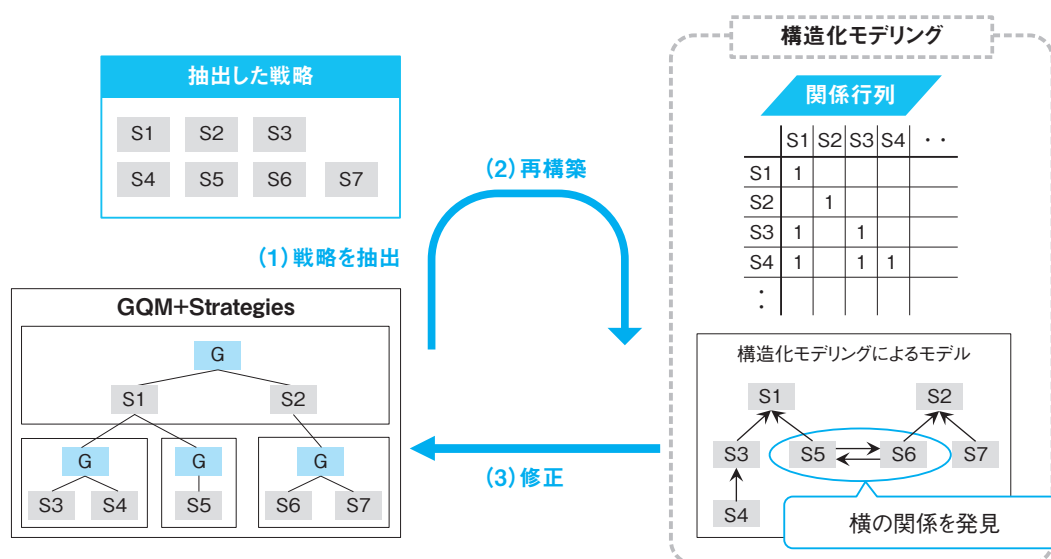 抽出した戦略
S1 S2 S3
S4 S5 S6 S7
(1)戦略を抽出
(2)再構築
GQM+Strategies
G
S1 S2
G G G
S3 S4 S5 S6 S7
(3)修正
構造化モデリング
関係行列
S1 S2 S3 S4 ・・
S1 1
S2 1
S3 1 1
S4 1 1 1
：
構造化モデリングによるモデル
S1 S2
S3 S5 S6 S7
S4
横の関係を発見